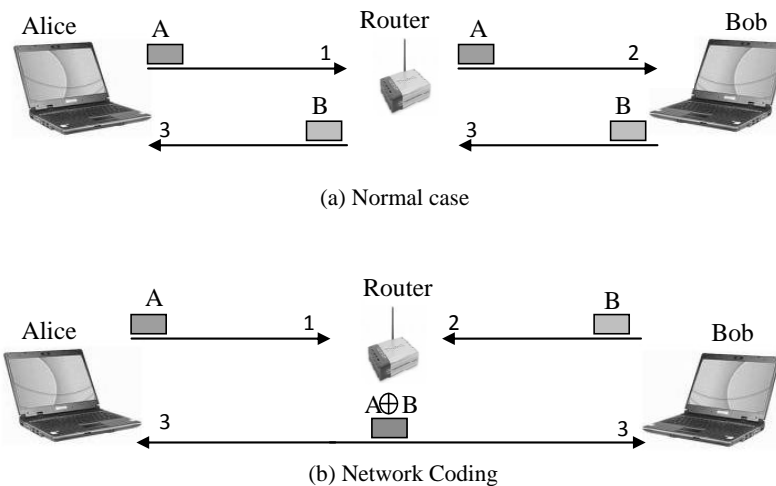 Alice
Router
Bob
A
1
A
2
3
B
3
B
(a) Normal case
Router
Alice
A
1
2
B
Bob
A⊕B
3
3
(b) Network Coding